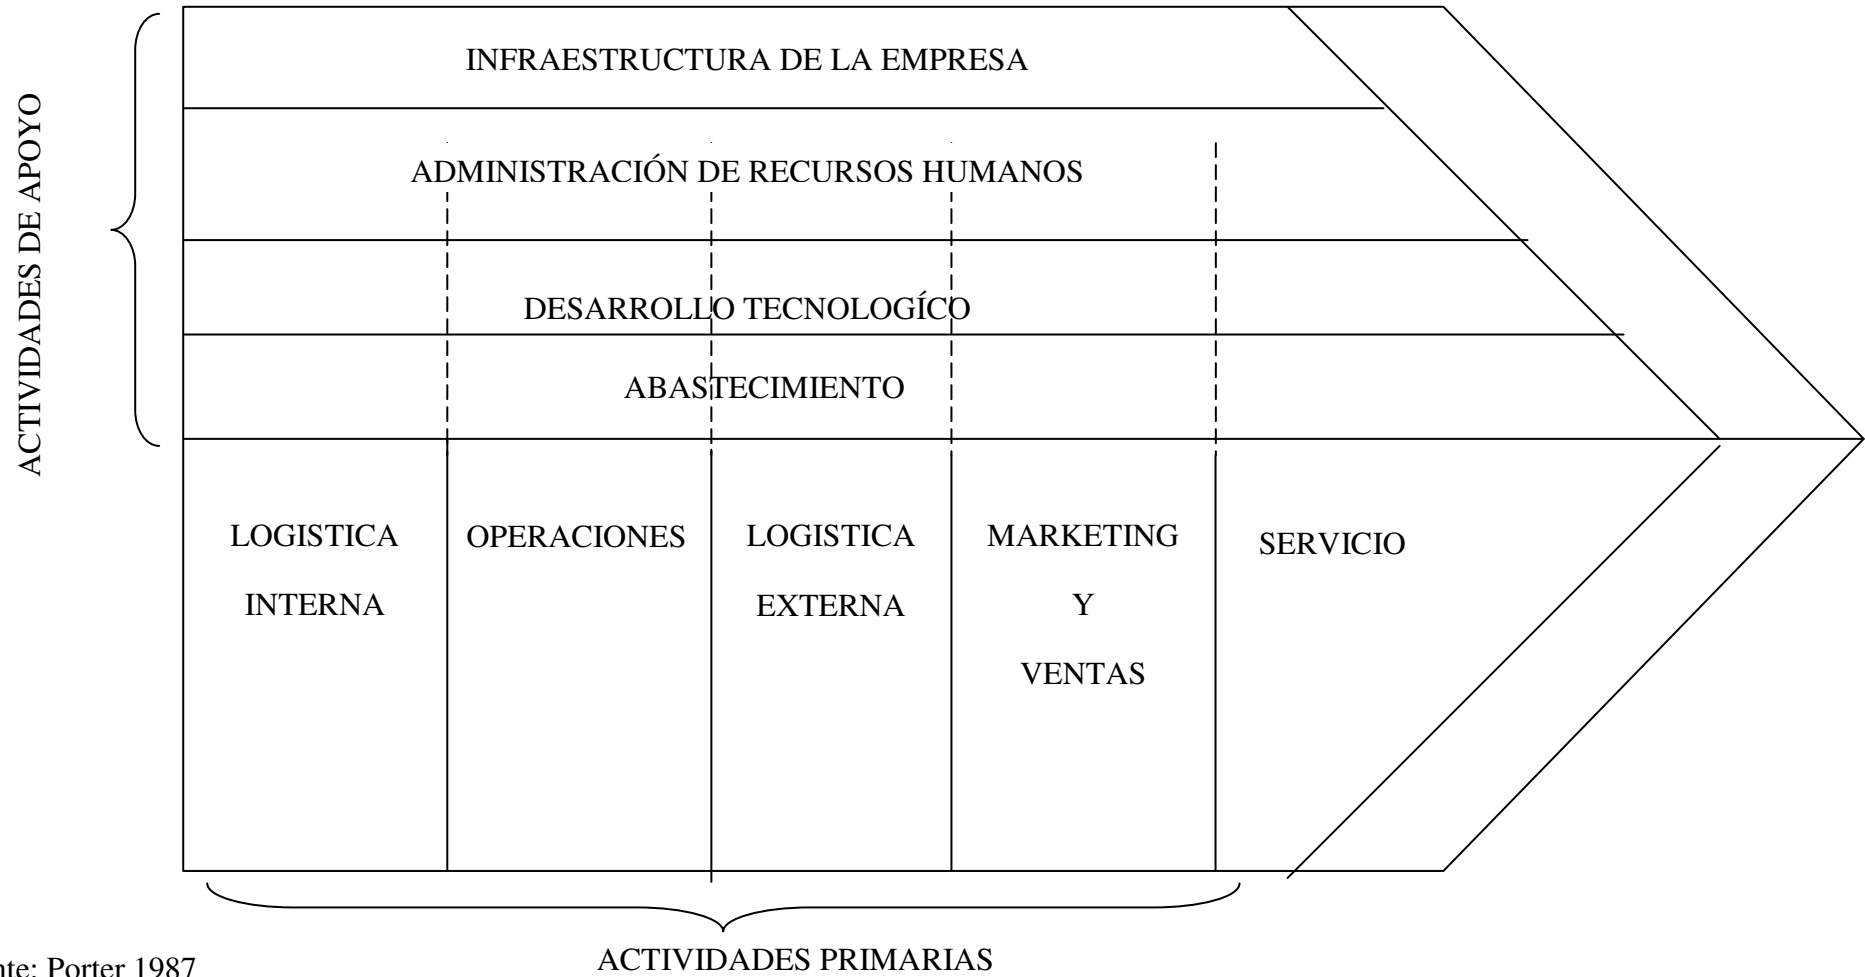 ACTIVIDADES DE APOYO
INFRAESTRUCTURA DE LA EMPRESA
ADMINISTRACIÓN DE RECURSOS HUMANOS
DESARROLLO TECNOLOGÍCO
ABASTECIMIENTO
LOGISTICA
INTERNA
OPERACIONES
LOGISTICA
EXTERNA
MARKETING
Y
VENTAS
SERVICIO
ACTIVIDADES PRIMARIAS
nte: Porter 1987